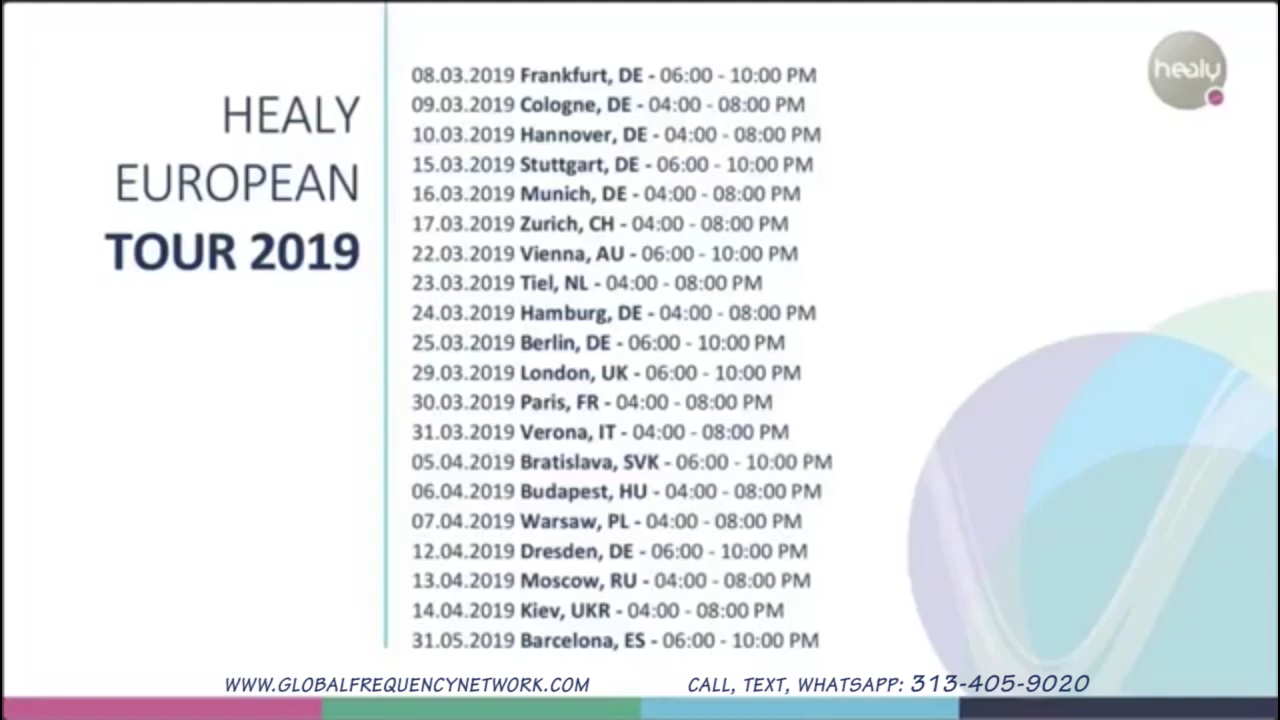 HEALY
EUROPEAN
TOUR 2019
healy
08.03.2019 Frankfurt, DE - 06:00 - 10:00 PM
09.03.2019 Cologne, DE - 04:00 - 08:00 PM
10.03.2019 Hannover, DE - 04:00 - 08:00 PM
15.03.2019 Stuttgart, DE - 06:00 - 10:00 PM
16.03.2019 Munich, DE - 04:00 - 08:00 PM
17.03.2019 Zurich, CH - 04:00 - 08:00 PM
22.03.2019 Vienna, AU - 06:00 - 10:00 PM
23.03.2019 Tiel, NL - 04:00 - 08:00 PM
24.03.2019 Hamburg, DE - 04:00 - 08:00 PM
25.03.2019 Berlin, DE - 06:00 - 10:00 PM
29.03.2019 London, UK - 06:00 - 10:00 PM
30.03.2019 Paris, FR - 04:00 - 08:00 PM
31.03.2019 Verona, IT - 04:00 - 08:00 PM
05.04.2019 Bratislava, SVK - 06:00 - 10:00 PM
06.04.2019 Budapest, HU - 04:00 - 08:00 PM
07.04.2019 Warsaw, PL - 04:00 - 08:00 PM
12.04.2019 Dresden, DE - 06:00 - 10:00 PM
13.04.2019 Moscow, RU - 04:00 - 08:00 PM
14.04.2019 Kiev, UKR - 04:00 - 08:00 PM
31.05.2019 Barcelona, ES - 06:00 - 10:00 PM
WWW.GLOBALFREQUENCYNETWORK.COM
CALL, TEXT, WHATSAPP: 313-405-9020